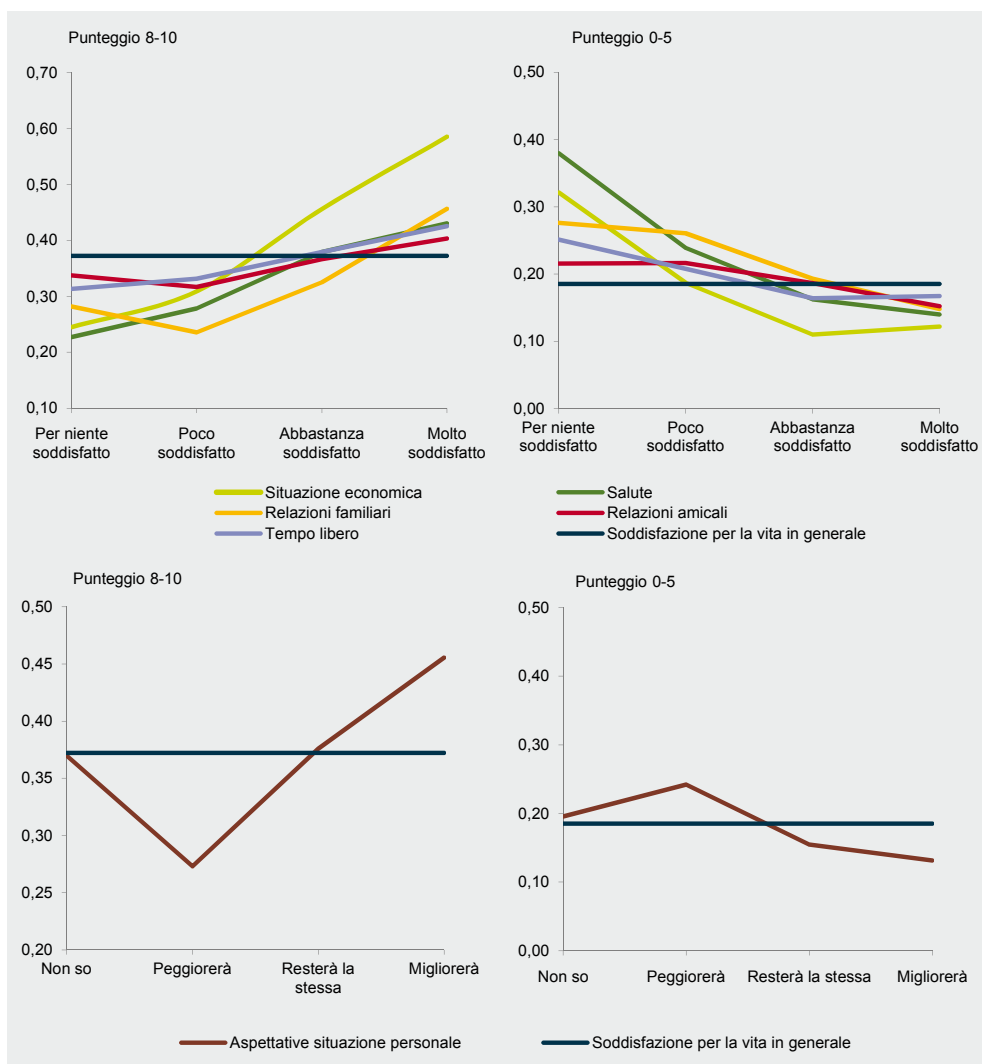 Punteggio 8-10
0,70
0,60
0,50
0,40
0,30
0,20
0,10
Per niente
soddisfatto
Poco
soddisfatto
Abbastanza
soddisfatto
Molto
soddisfatto
Punteggio 0-5
0,50
0,40
0,30
0,20
0,10
0,00
Per niente
soddisfatto
Poco
soddisfatto
Abbastanza
soddisfatto
Molto
soddisfatto
Situazione economica
Salute
Relazioni familiari
Relazioni amicali
Tempo libero
Soddisfazione per la vita in generale
Punteggio 8-10
0,50
0,45
0,40
0,35
0,30
0,25
0,20
Non so
Peggiorerà
Resterà la
stessa
Migliorerà
Punteggio 0-5
0,50
0,40
0,30
0,20
0,10
0,00
Non so
Peggiorerà
Resterà la stessa
Migliorerà
Aspettative situazione personale
Soddisfazione per la vita in generale